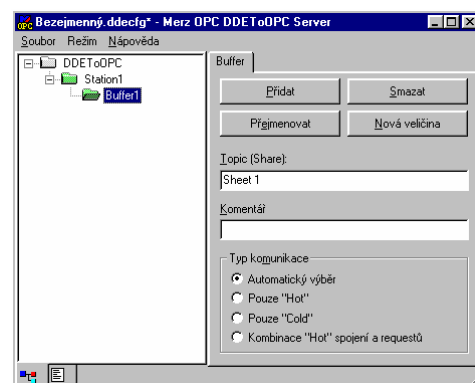 Bezejmenný.ddecfg* - Merz OPC DDEToOPC Server
Soubor Režim Nápověda
DDEToOPC
Station1
Buffer1
Buffer
Přidat Smazat
Přejmenovat Nová veličina
Topic (Share):
Sheet 1
Komentář
Typ komunikace
Automatický výběr
Pouze "Hot"
Pouze "Cold"
Kombinace "Hot" spojení a requestů